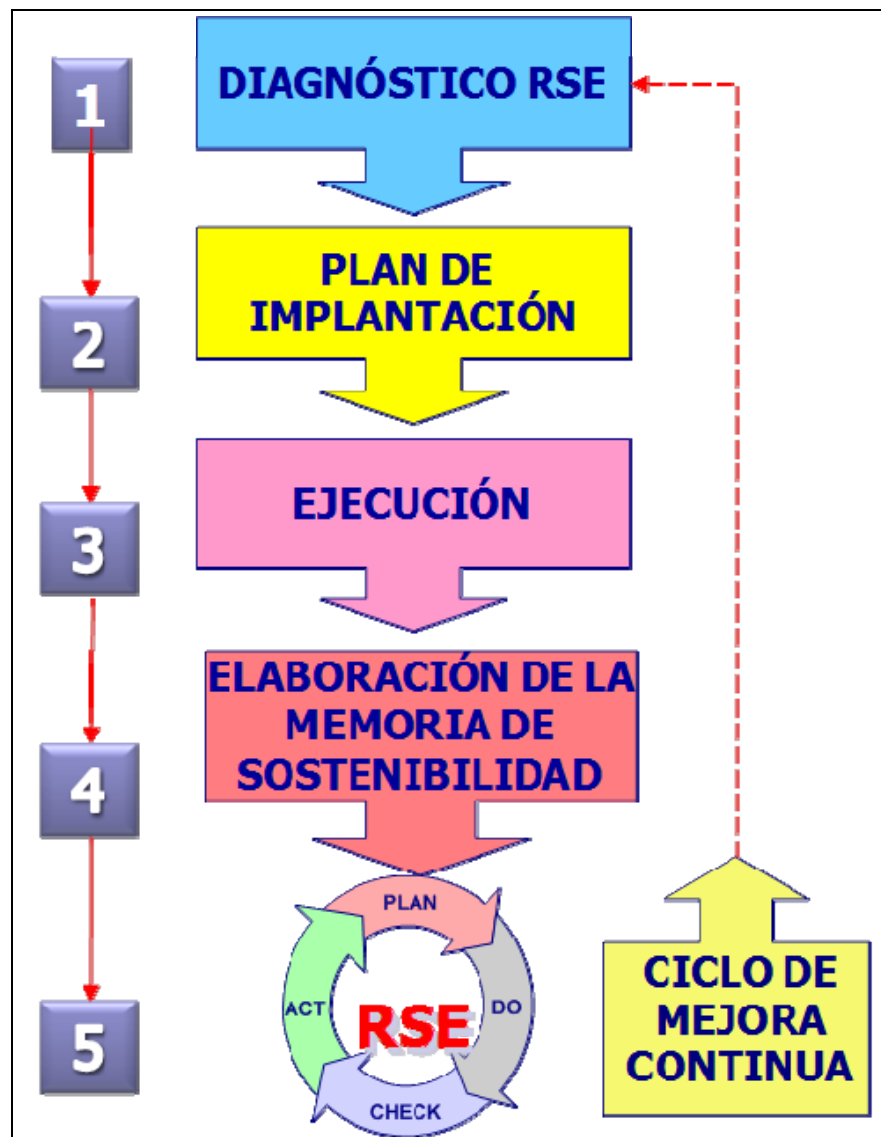 1
DIAGNÓSTICO RSE
2
PLAN DE
IMPLANTACIÓN
3
EJECUCIÓN
4
ELABORACIÓN DE LA
MEMORIA DE
SOSTENIBILIDAD
5
PLAN
DO
CHECK
ACT
RSE
CICLO DE
MEJORA
CONTINUA